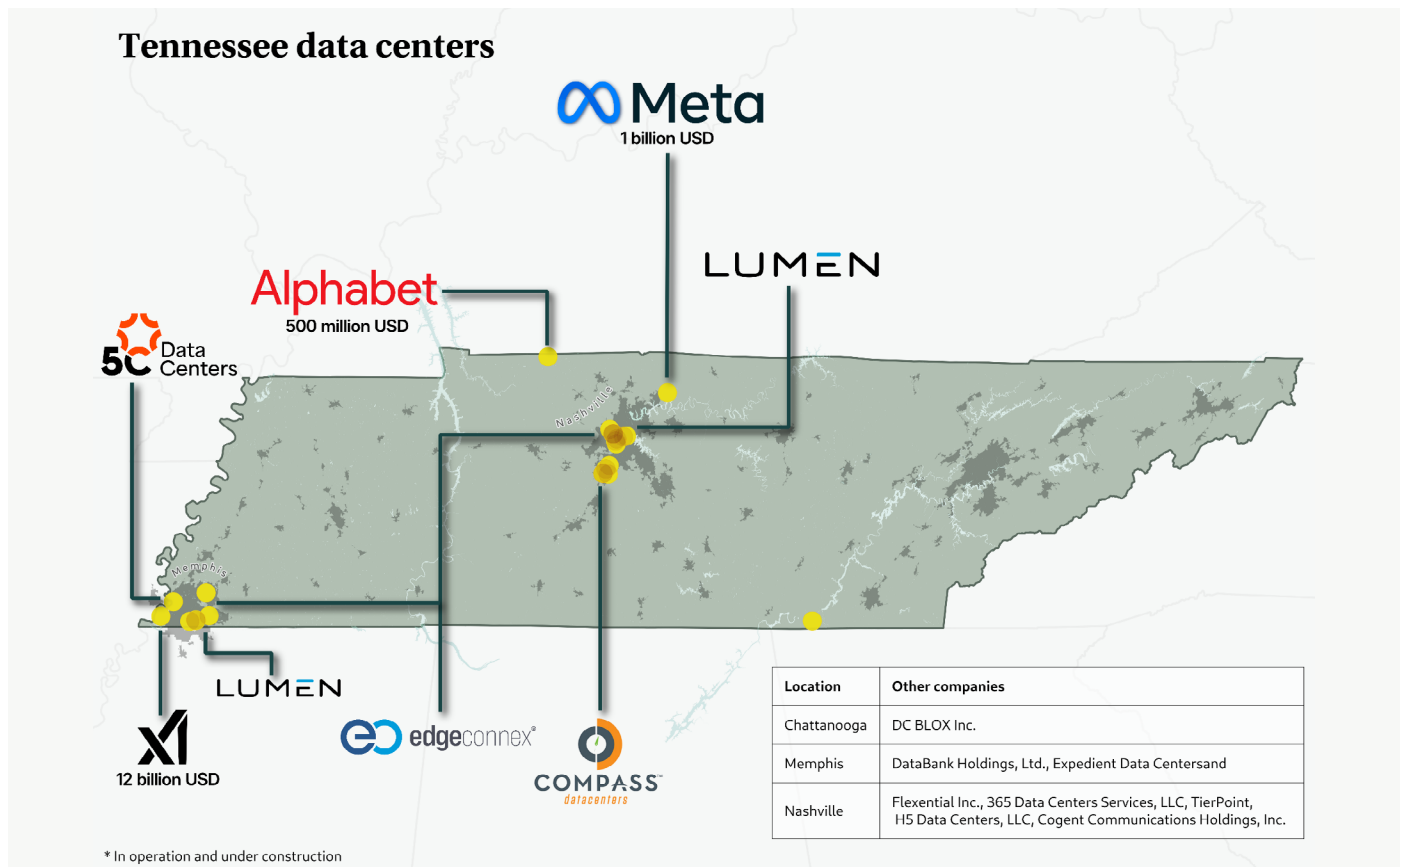 Tennessee data centers
Meta
1 billion USD
LUMEN
Alphabet
500 million USD
5C Data
Centers
Nashville
Memphis
LUMEN
xAI
12 billion USD
edgeconnex®
COMPASS™
datacenters
Location Other companies
Chattanooga DC BLOX Inc.
Memphis DataBank Holdings, Ltd., Expedient Data Centersand
Nashville Flexential Inc., 365 Data Centers Services, LLC, TierPoint,
H5 Data Centers, LLC, Cogent Communications Holdings, Inc.
* In operation and under construction